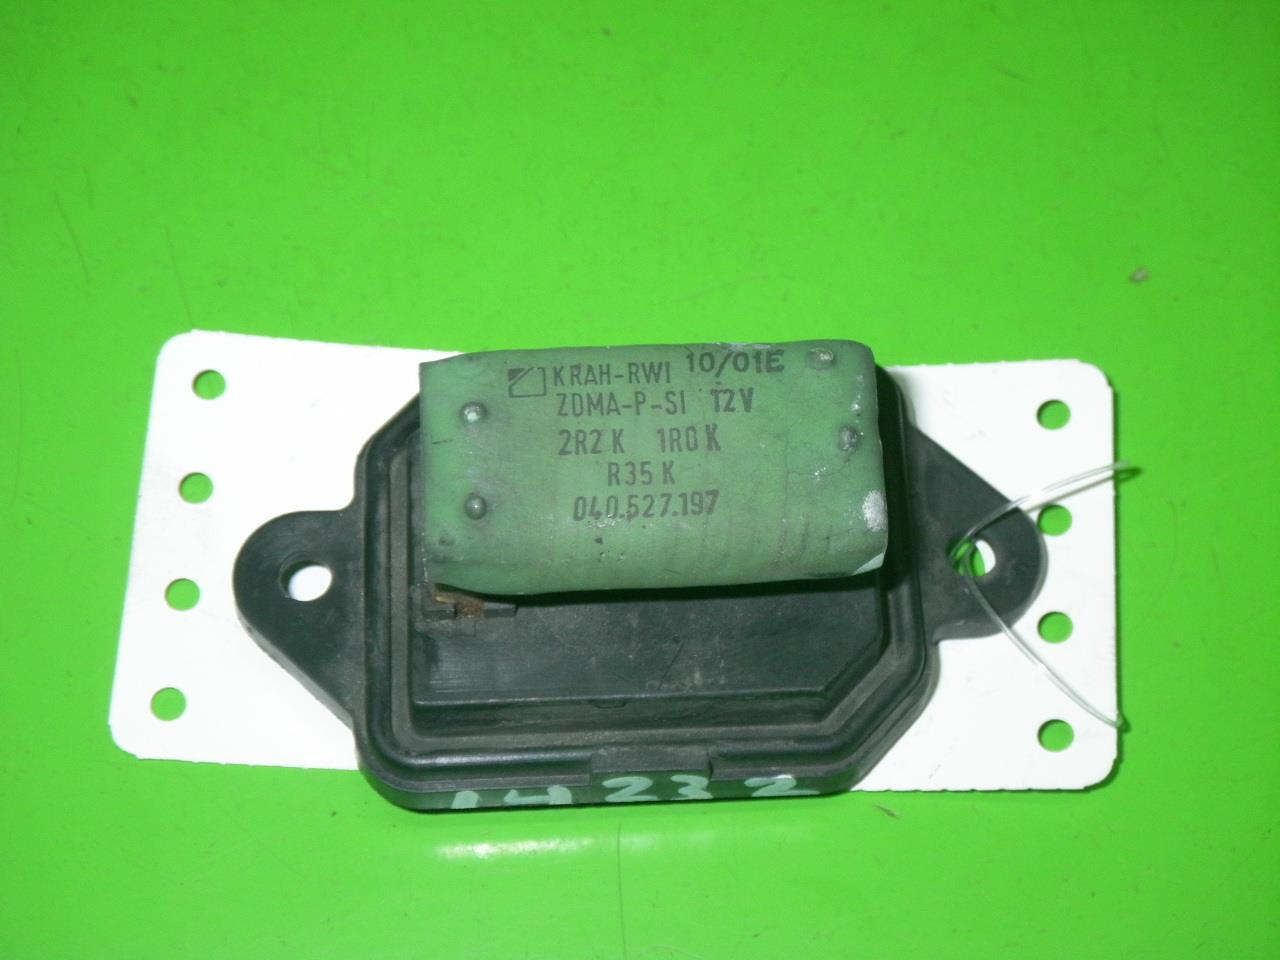 KRAH-RWI 10/01E
ZDMA-P-SI 12V
2R2 K 1R0 K
R35 K
040.527.197
14232